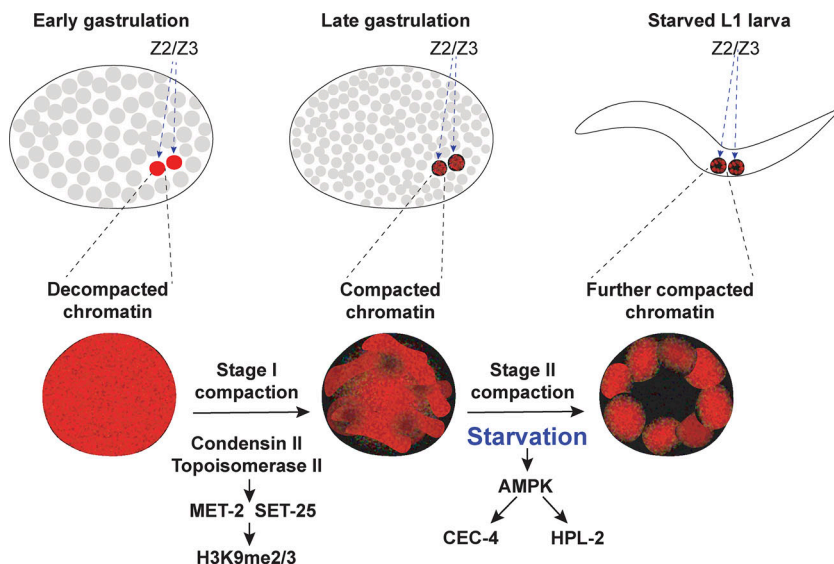 Early gastrulation
Late gastrulation
Starved L1 larva
Z2/Z3
Z2/Z3
Z2/Z3
Decompacted
chromatin
Compacted
chromatin
Further compacted
chromatin
Stage I
compaction
Stage II
compaction
Condensin II
Topoisomerase II
MET-2 SET-25
H3K9me2/3
Starvation
AMPK
CEC-4
HPL-2